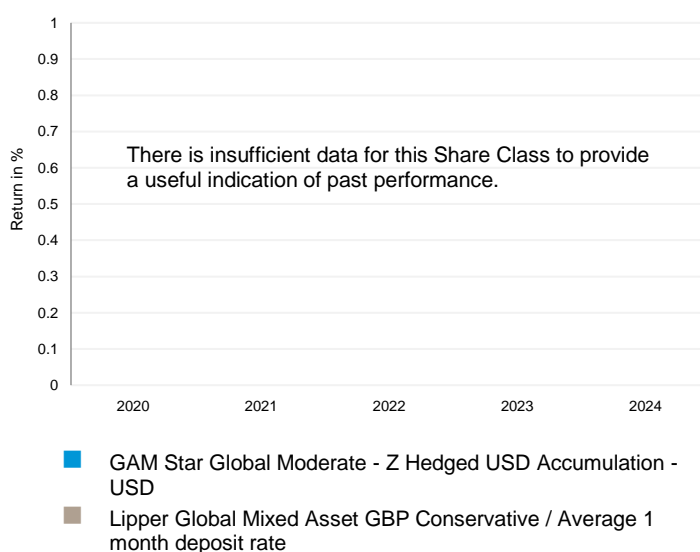 1
0.9
0.8
0.7
0.6
0.5
0.4
0.3
0.2
0.1
0
Return in %
There is insufficient data for this Share Class to provide
a useful indication of past performance.
2020 2021 2022 2023 2024
GAM Star Global Moderate - Z Hedged USD Accumulation -
USD
Lipper Global Mixed Asset GBP Conservative / Average 1
month deposit rate